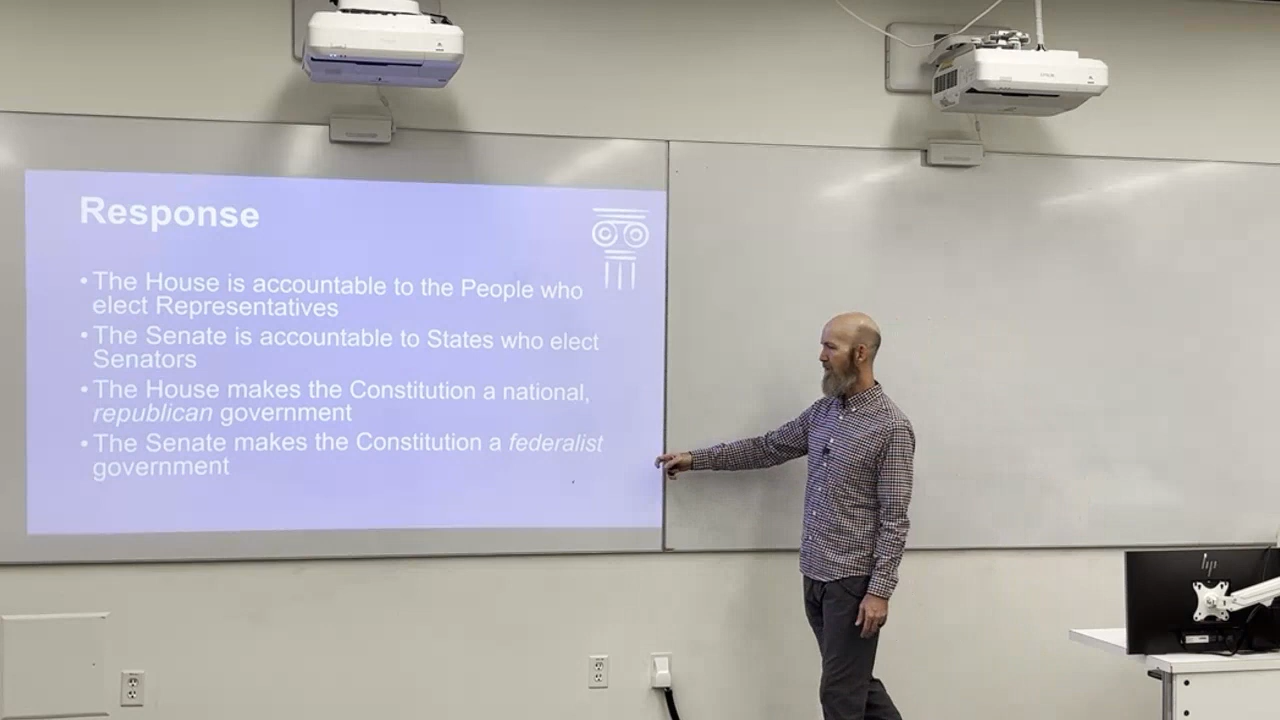 Response
• The House is accountable to the People who
elect Representatives
• The Senate is accountable to States who elect
Senators
• The House makes the Constitution a national,
republican government
• The Senate makes the Constitution a federalist
government
hp